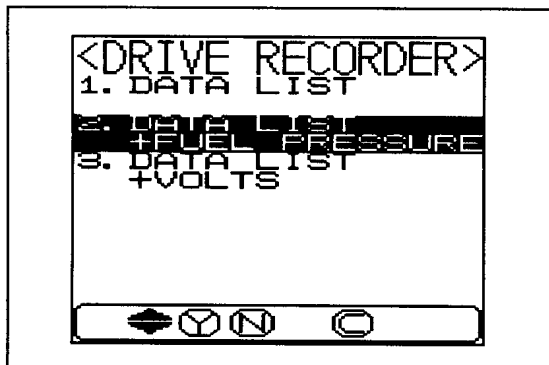 <DRIVE RECORDER>
1. DATA LIST
2. DATA LIST
+FUEL PRESSURE
3. DATA LIST
+VOLTS
Y N C